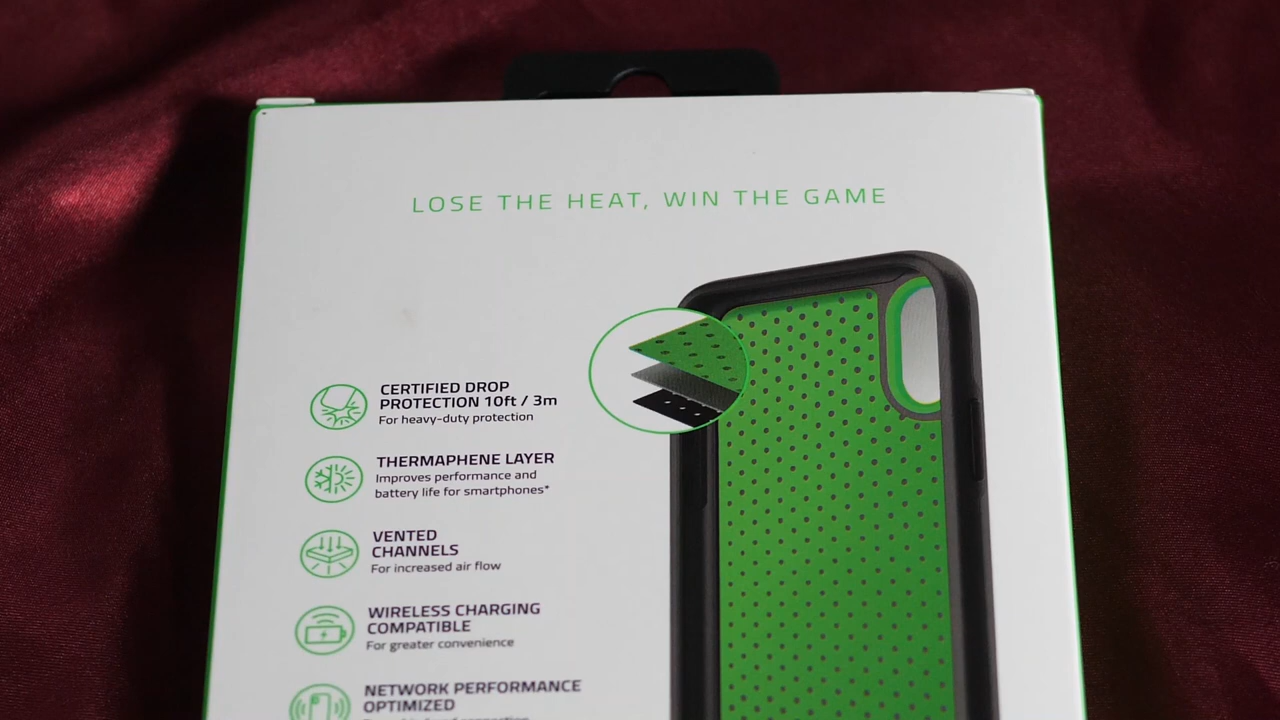 LOSE THE HEAT, WIN THE GAME
CERTIFIED DROP
PROTECTION 10ft / 3m
For heavy-duty protection
THERMAPHENE LAYER
Improves performance and
battery life for smartphones*
VENTED
CHANNELS
For increased air flow
WIRELESS CHARGING
COMPATIBLE
For greater convenience
NETWORK PERFORMANCE
OPTIMIZED